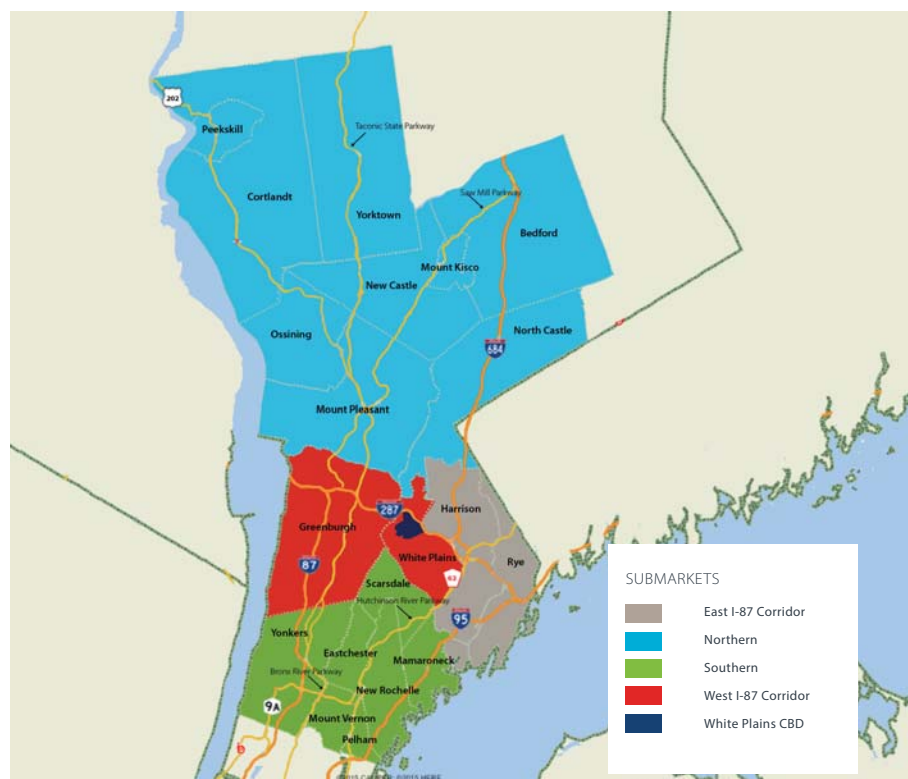 202
Peekskill
Taconic State Parkway
Cortlandt
Saw Mill Parkway
Yorktown
Bedford
Mount Kisco
New Castle
Ossining
North Castle
684
Mount Pleasant
287
Harrison
Greenburgh
White Plains
Rye
87
Scarsdale
Hutchinson River Parkway
95
Yonkers
Eastchester
Mamaroneck
Bronx River Parkway
New Rochelle
9A
Mount Vernon
Pelham
SUBMARKETS
East I-87 Corridor
Northern
Southern
West I-87 Corridor
White Plains CBD